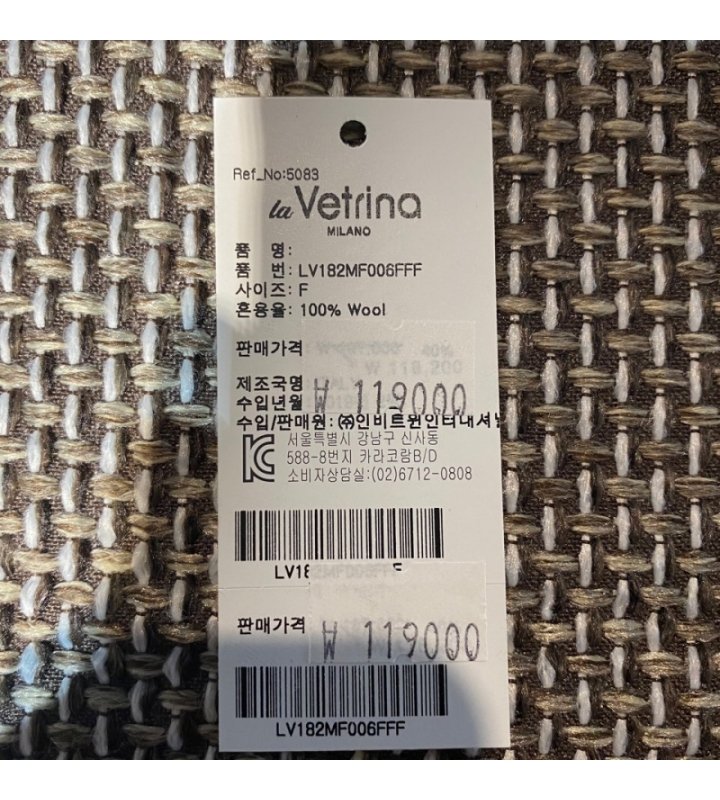 Ref_No:5083
la Vetrina
MILANO
품 명:
품 번: LV182MF006FFF
사이즈: F
혼용율: 100% Wool
판매가격
40%
제조국명
₩ 119000
수입년월
수입/판매원: ㈜인비트윈인터내셔널
서울특별시 강남구 신사동
588-8번지 카라코람B/D
소비자상담실:(02)6712-0808
LV182MF006FFF
판매가격 ₩ 119000
LV182MF006FFF